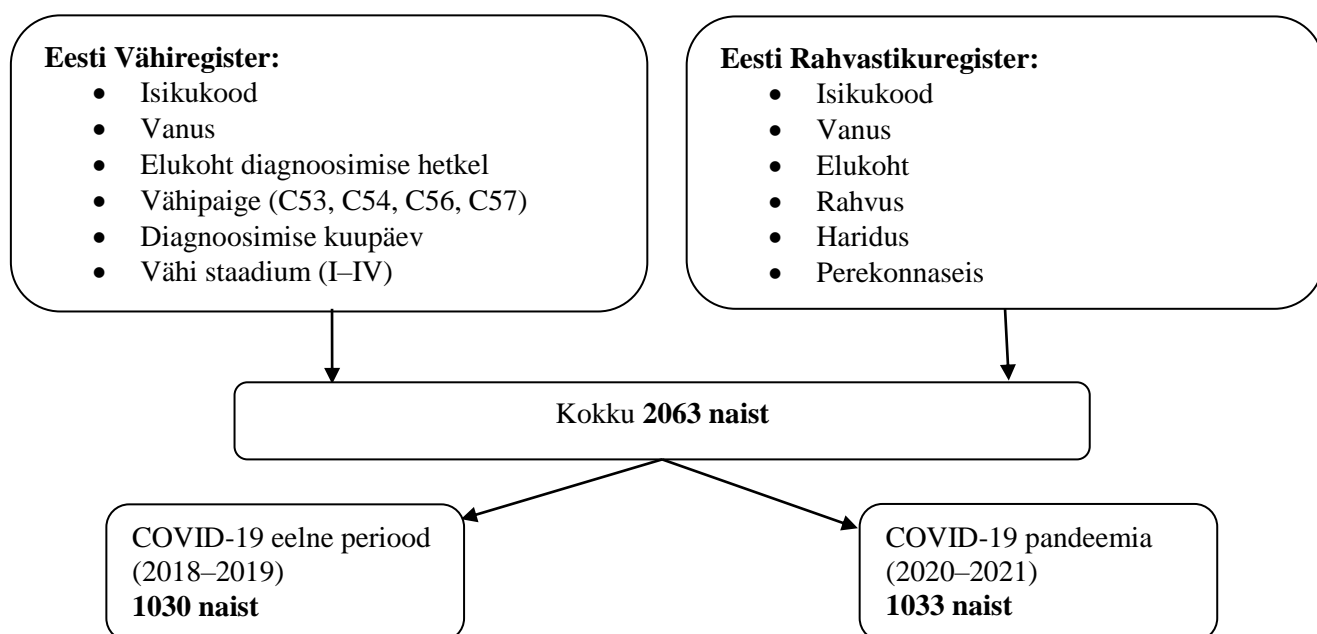 Eesti Vähiregister:
• Isikukood
• Vanus
• Elukoht diagnoosimise hetkel
• Vähipaige (C53, C54, C56, C57)
• Diagnoosimise kuupäev
• Vähi staadium (I–IV)
Eesti Rahvastikuregister:
• Isikukood
• Vanus
• Elukoht
• Rahvus
• Haridus
• Perekonnaseis
Kokku 2063 naist
COVID-19 eelne periood
(2018–2019)
1030 naist
COVID-19 pandeemia
(2020–2021)
1033 naist